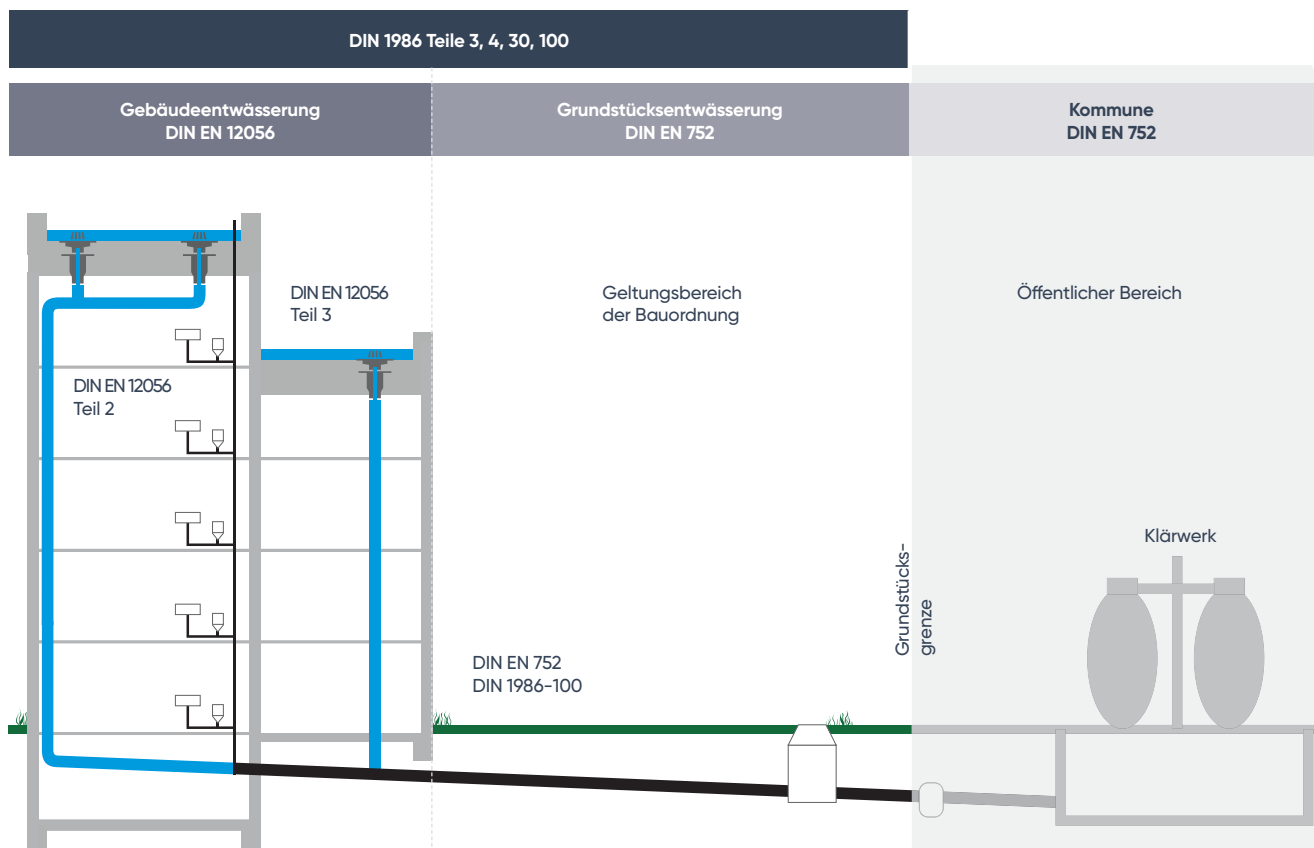 DIN 1986 Teile 3, 4, 30, 100
Gebäudeentwässerung
DIN EN 12056
Grundstücksentwässerung
DIN EN 752
Kommune
DIN EN 752
DIN EN 12056
Teil 3
Geltungsbereich
der Bauordnung
Öffentlicher Bereich
DIN EN 12056
Teil 2
Klärwerk
Grundstücks-
grenze
DIN EN 752
DIN 1986-100